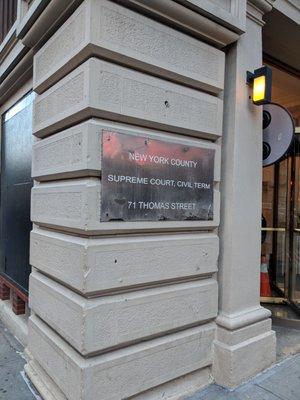 NEW YORK COUNTY
SUPREME COURT, CIVIL TERM
71 THOMAS STREET